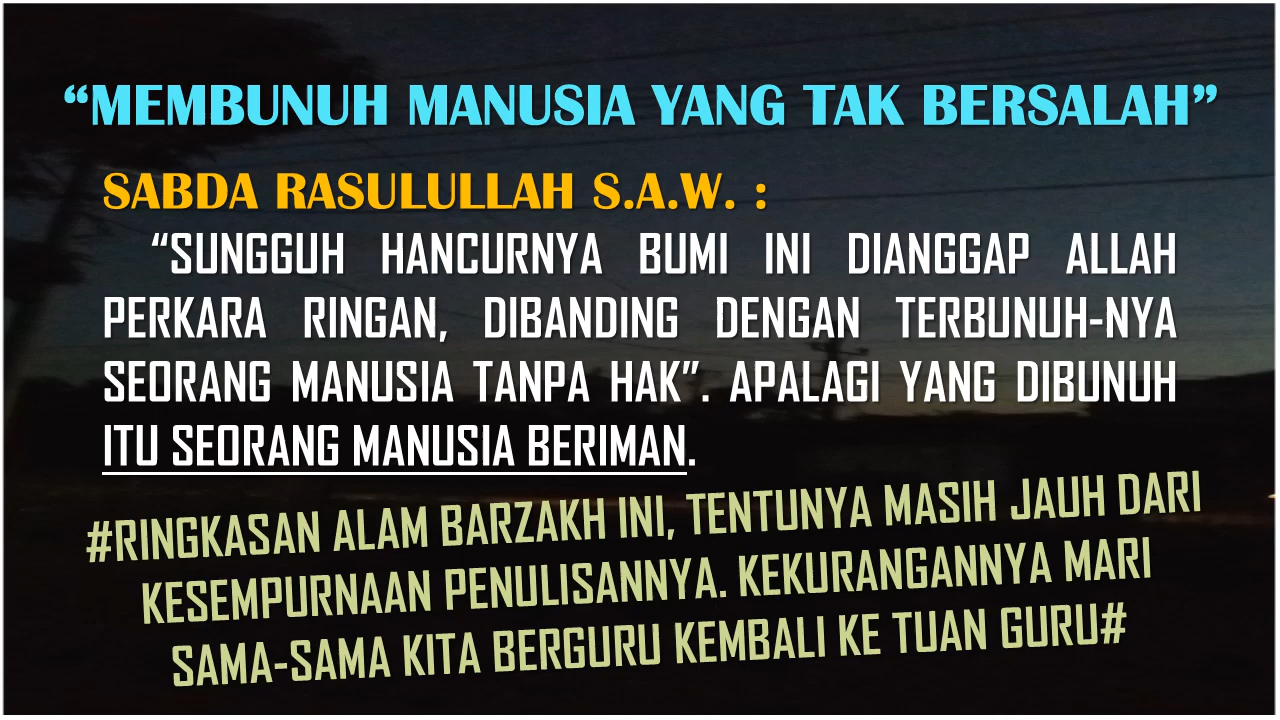 “MEMBUNUH MANUSIA YANG TAK BERSALAH”
SABDA RASULULLAH S.A.W. :
“SUNGGUH HANCURNYA BUMI INI DIANGGAP ALLAH
PERKARA RINGAN, DIBANDING DENGAN TERBUNUH-NYA
SEORANG MANUSIA TANPA HAK”. APALAGI YANG DIBUNUH
ITU SEORANG MANUSIA BERIMAN.
#RINGKASAN ALAM BARZAKH INI, TENTUNYA MASIH JAUH DARI
KESEMPURNAAN PENULISANNYA. KEKURANGANNYA MARI
SAMA-SAMA KITA BERGURU KEMBALI KE TUAN GURU#